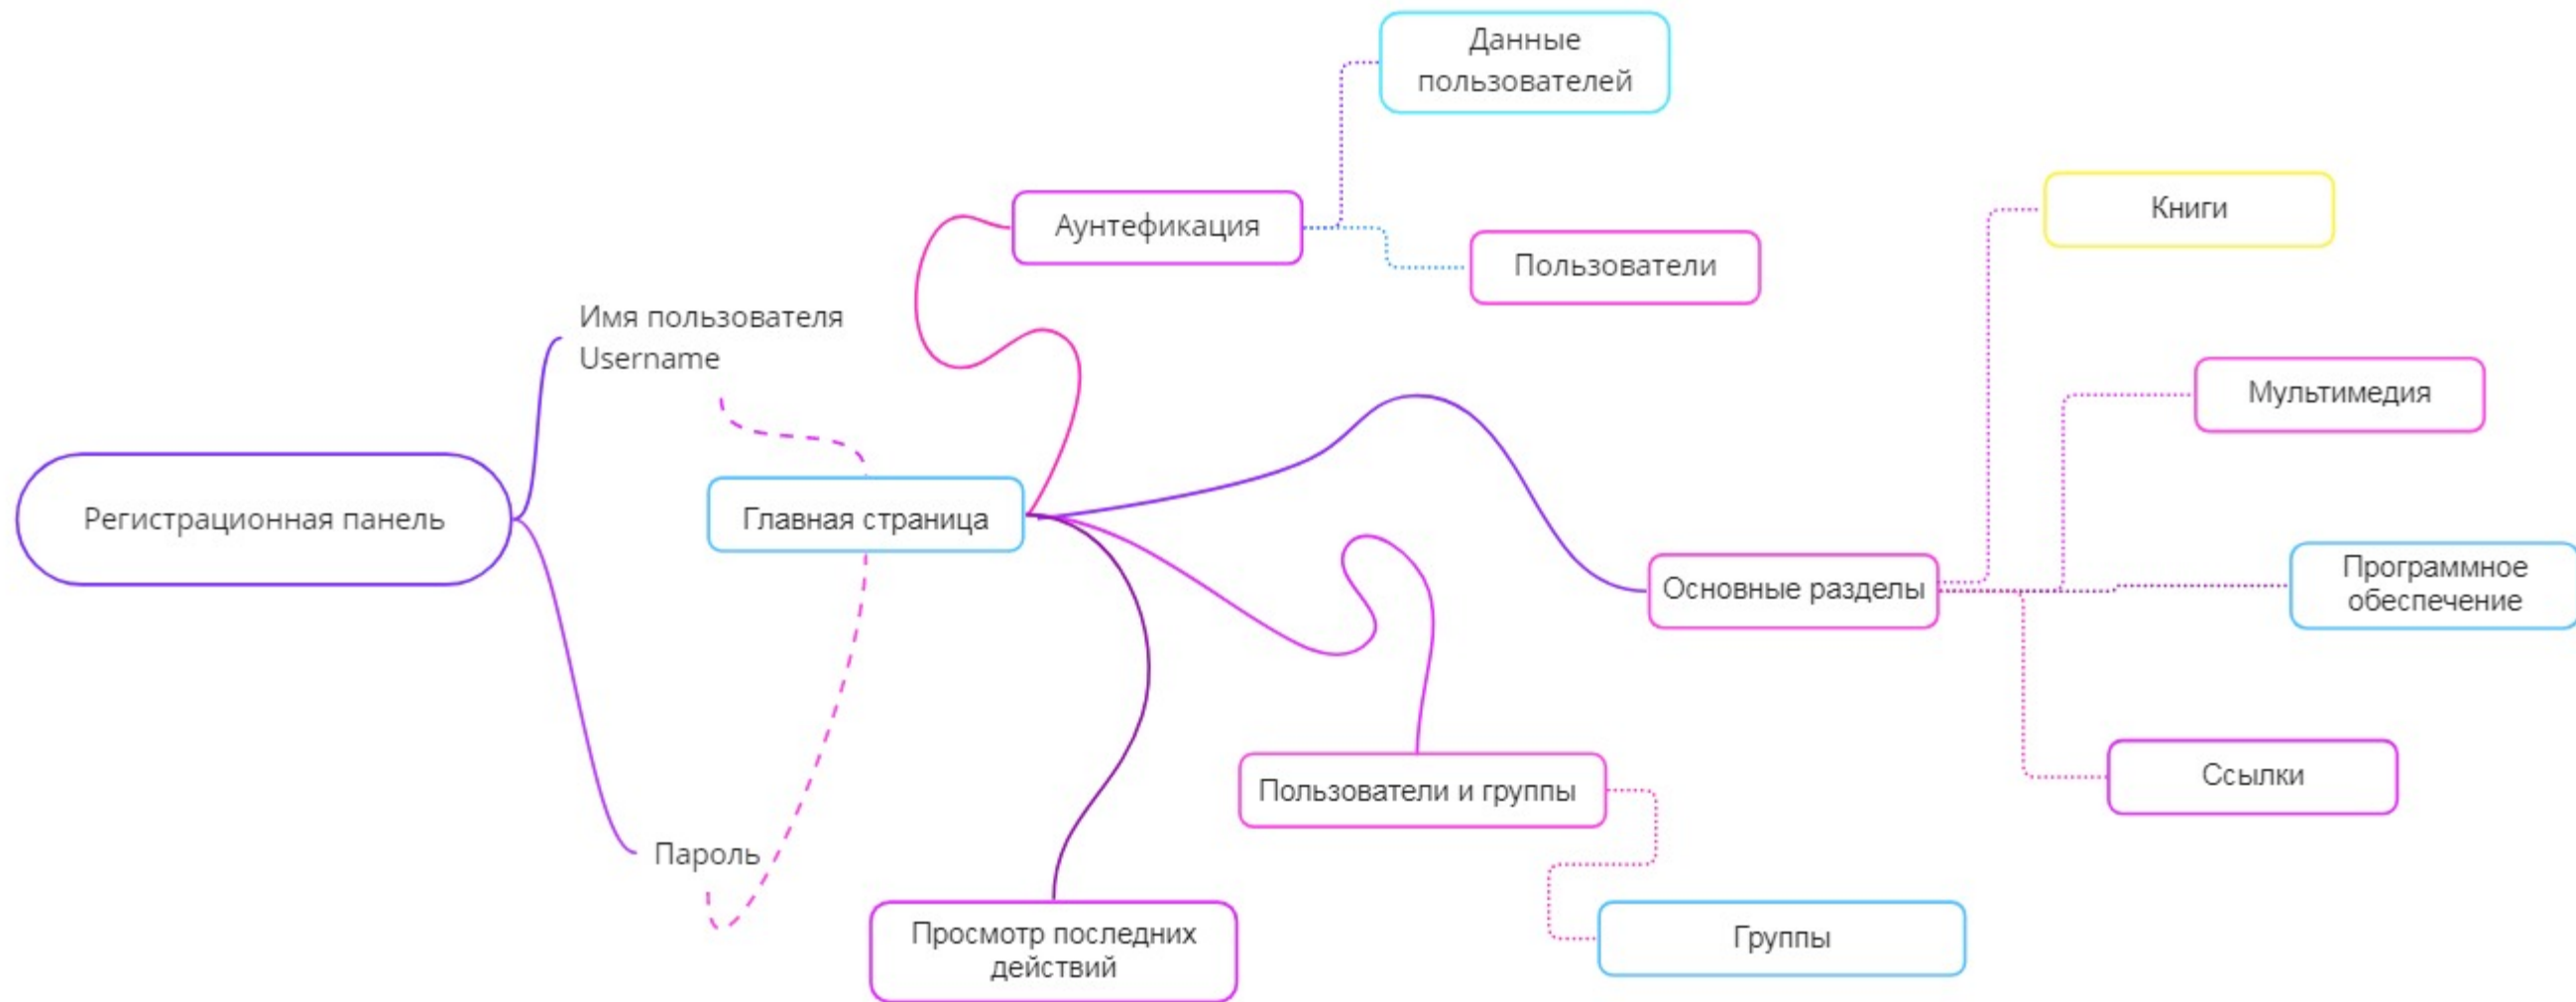 Данные
пользователей
Аунтефикация
Пользователи
Книги
Имя пользователя
Username
Мультимедия
Регистрационная панель
Главная страница
Основные разделы
Программное
обеспечение
Пользователи и группы
Ссылки
Пароль
Просмотр последних
действий
Группы